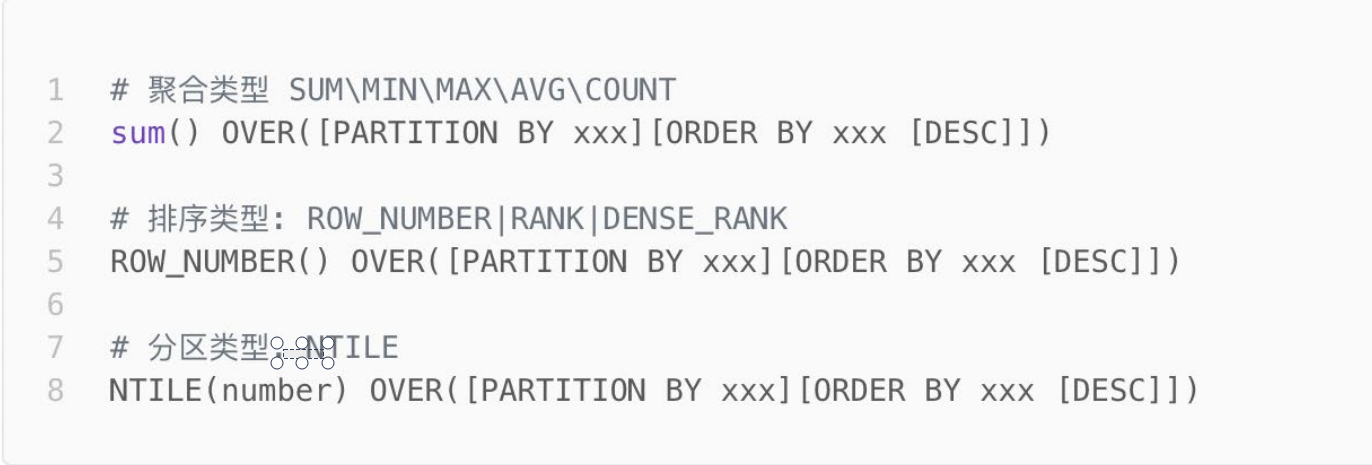 1 # 聚合类型 SUM\MIN\MAX\AVG\COUNT
2 sum() OVER([PARTITION BY xxx][ORDER BY xxx [DESC]])
3
4 # 排序类型: ROW_NUMBER|RANK|DENSE_RANK
5 ROW_NUMBER() OVER([PARTITION BY xxx][ORDER BY xxx [DESC]])
6
7 # 分区类型: NTILE
8 NTILE(number) OVER([PARTITION BY xxx][ORDER BY xxx [DESC]])